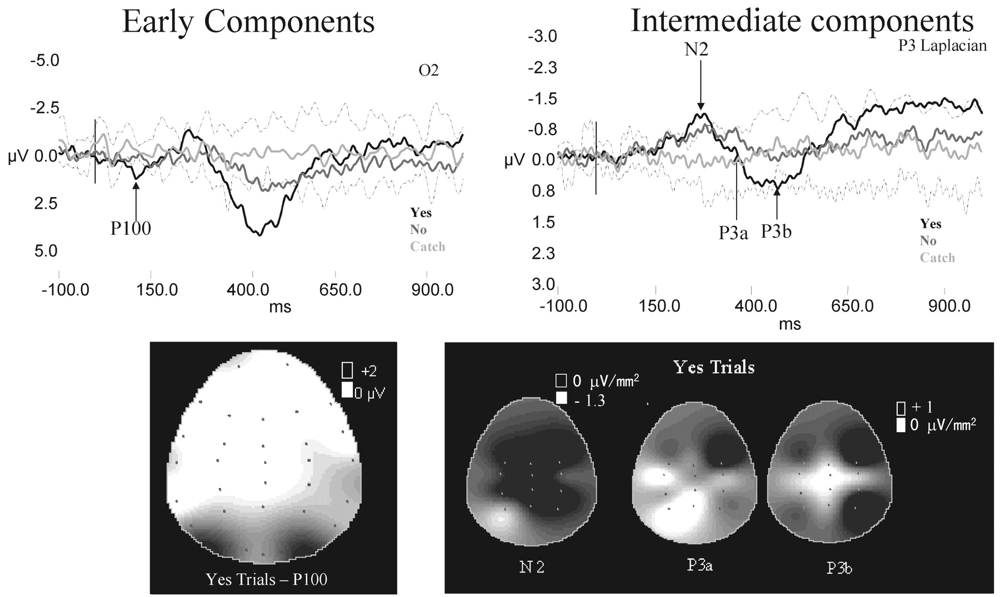 Early Components
-5.0
-2.5
µV 0.0
2.5
5.0
O2
P100
Yes
No
Catch
-100.0 150.0 400.0 650.0 900.0
ms
Intermediate components
P3 Laplacian
-3.0
-2.3
-1.5
-0.8
µV 0.0
0.8
1.5
2.3
3.0
N2
P3a P3b
Yes
No
Catch
-100.0 150.0 400.0 650.0 900.0
ms
+2
0 µV
Yes Trials – P100
Yes Trials
0 µV/mm²
- 1.3
+ 1
0 µV/mm²
N2 P3a P3b